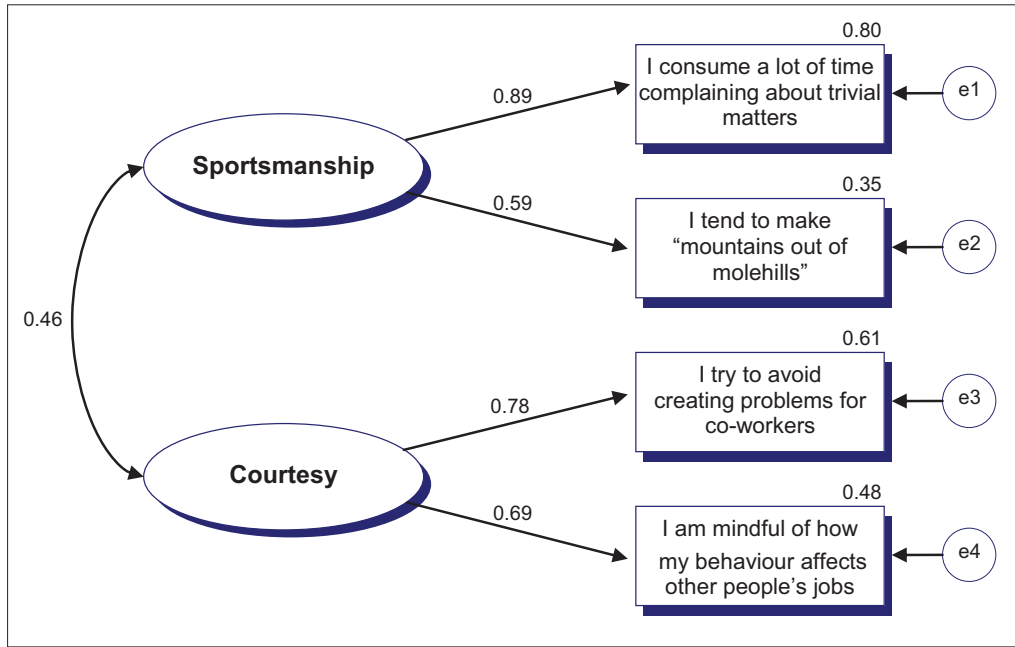 0.80
I consume a lot of time
complaining about trivial
matters
e1
0.89
Sportsmanship
0.59
0.35
I tend to make
“mountains out of
molehills”
e2
0.46
0.61
I try to avoid
creating problems for
co-workers
e3
0.78
Courtesy
0.69
0.48
I am mindful of how
my behaviour affects
other people’s jobs
e4